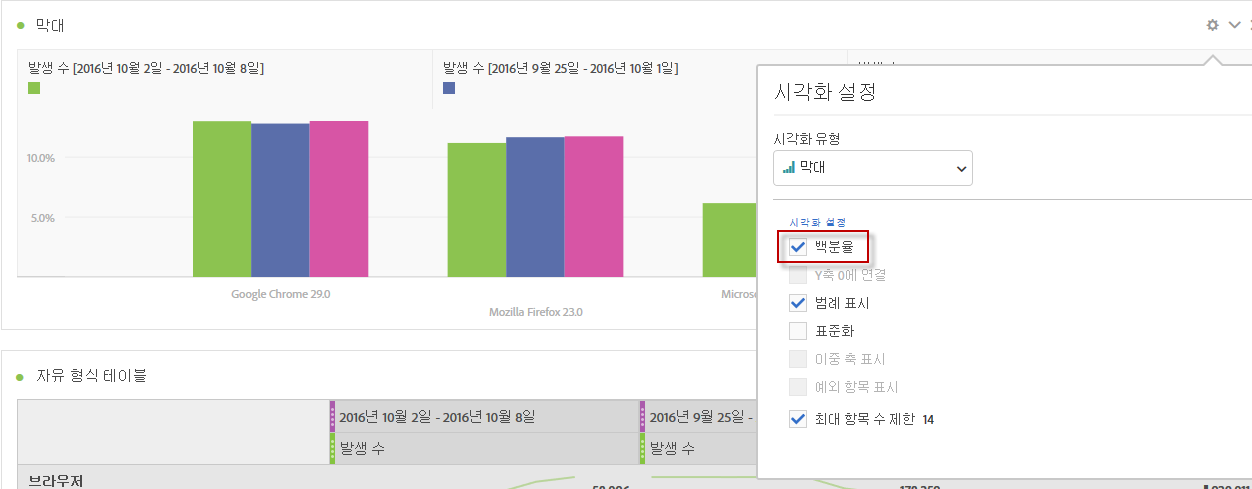 막대
발생 수 [2016년 10월 2일 - 2016년 10월 8일]
발생 수 [2016년 9월 25일 - 2016년 10월 1일]
10.0%
5.0%
Google Chrome 29.0
Mozilla Firefox 23.0
Microso
시각화 설정
시각화 유형
막대
시각화 설정
백분율
Y축 0에 연결
범례 표시
표준화
이중 축 표시
예외 항목 표시
최대 항목 수 제한 14
자유 형식 테이블
2016년 10월 2일 - 2016년 10월 8일
2016년 9월 25일 -
발생 수
발생 수
브라우저